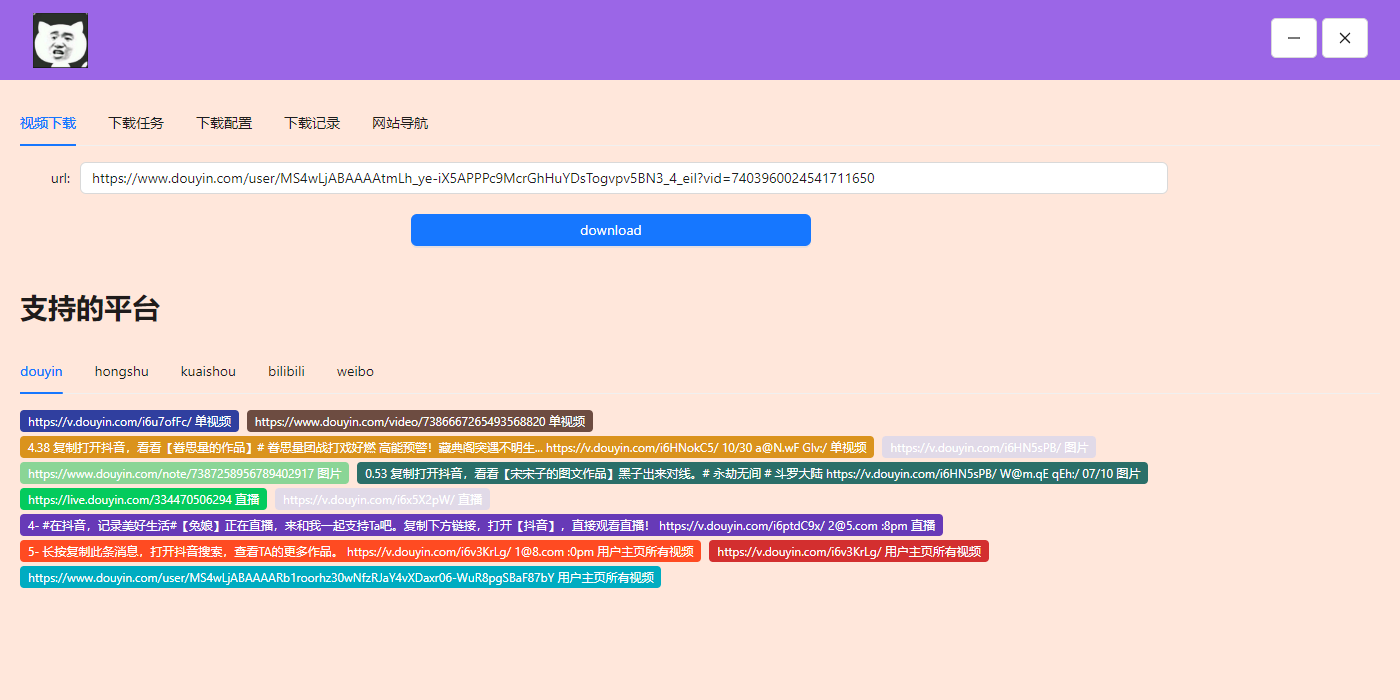 视频下载 下载任务 下载配置 下载记录 网站导航
url: https://www.douyin.com/user/MS4wLjABAAAAtmLh_ye-iX5APPPc9McrGhHuYDsTogvpv5BN3_4_eiI?vid=7403960024541711650
download
支持的平台
douyin hongshu kuaishou bilibili weibo
https://v.douyin.com/i6u7ofFc/ 单视频 https://www.douyin.com/video/7386667265493568820 单视频
4.38 复制打开抖音，看看【眷思量的作品】# 眷思量团战打戏好燃 高能预警！藏典阁突遇不明生... https://v.douyin.com/i6HNokC5/ 10/30 a@N.wF Glv:/ 单视频 https://v.douyin.com/i6HN5sPB/ 图片
https://www.douyin.com/note/7387258956789402917 图片 0.53 复制打开抖音，看看【宋宋子的图文作品】黑子出来对线。# 永劫无间 # 斗罗大陆 https://v.douyin.com/i6HN5sPB/ W@m.qE qEh:/ 07/10 图片
https://live.douyin.com/334470506294 直播 https://v.douyin.com/i6x5X2pW/ 直播
4- #在抖音，记录美好生活#【兔娘】正在直播，来和我一起支持Ta吧。复制下方链接，打开【抖音】，直接观看直播！ https://v.douyin.com/i6ptdC9x/ 2@5.com :8pm 直播
5- 长按复制此条消息，打开抖音搜索，查看TA的更多作品。 https://v.douyin.com/i6v3KrLg/ 1@8.com :0pm 用户主页所有视频 https://v.douyin.com/i6v3KrLg/ 用户主页所有视频
https://www.douyin.com/user/MS4wLjABAAAARb1roorhz30wNfzRJaY4vXDaxr06-WuR8pgSBaF87bY 用户主页所有视频